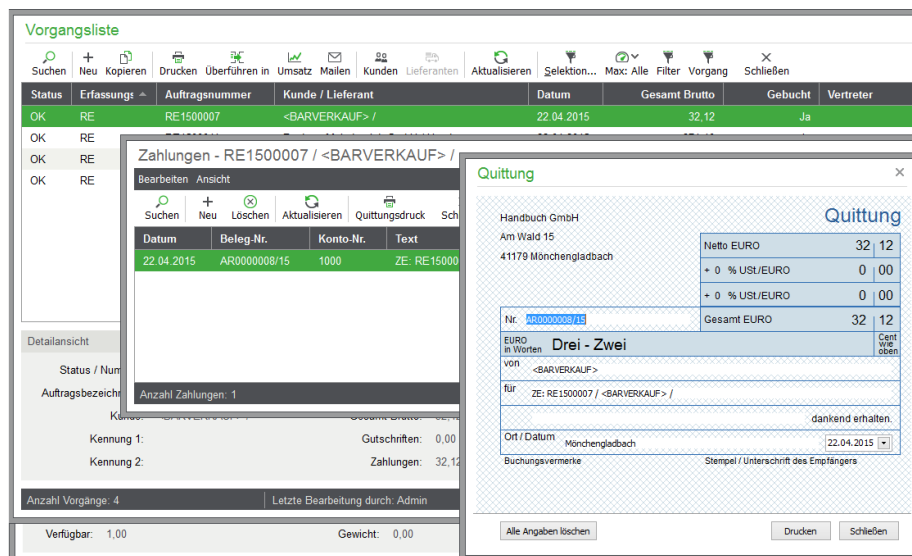 Vorgangsliste
Suchen Neu Kopieren Drucken Überführen in Umsatz Mailen Kunden Lieferanten Aktualisieren Selektion... Max: Alle Filter Vorgang Schließen
Status Erfassungs Auftragsnummer Kunde / Lieferant Datum Gesamt Brutto Gebucht Vertreter
OK RE RE1500007 <BARVERKAUF> / 22.04.2015 32,12 Ja
OK RE
OK RE
OK RE
Zahlungen - RE1500007 / <BARVERKAUF> /
Bearbeiten Ansicht
Suchen Neu Löschen Aktualisieren Quittungsdruck Sch
Datum Beleg-Nr. Konto-Nr. Text
22.04.2015 AR0000008/15 1000 ZE: RE15000
Anzahl Zahlungen: 1
Quittung
Quittung
Handbuch GmbH
Am Wald 15
41179 Mönchengladbach
Netto EURO 32 12
+ 0 % USt./EURO 0 00
+ 0 % USt./EURO 0 00
Nr. AR0000008/15 Gesamt EURO 32 12
EURO in Worten Drei - Zwei Cent wie oben
von <BARVERKAUF>
für ZE: RE1500007 / <BARVERKAUF> /
dankend erhalten.
Ort / Datum Mönchengladbach 22.04.2015
Buchungsvermerke Stempel / Unterschrift des Empfängers
Alle Angaben löschen Drucken Schließen
Detailansicht
Status / Num
Auftragsbezeichn
Kennung 1: Gutschriften: 0,00
Kennung 2: Zahlungen: 32,12
Anzahl Vorgänge: 4 Letzte Bearbeitung durch: Admin
Verfügbar: 1,00 Gewicht: 0,00